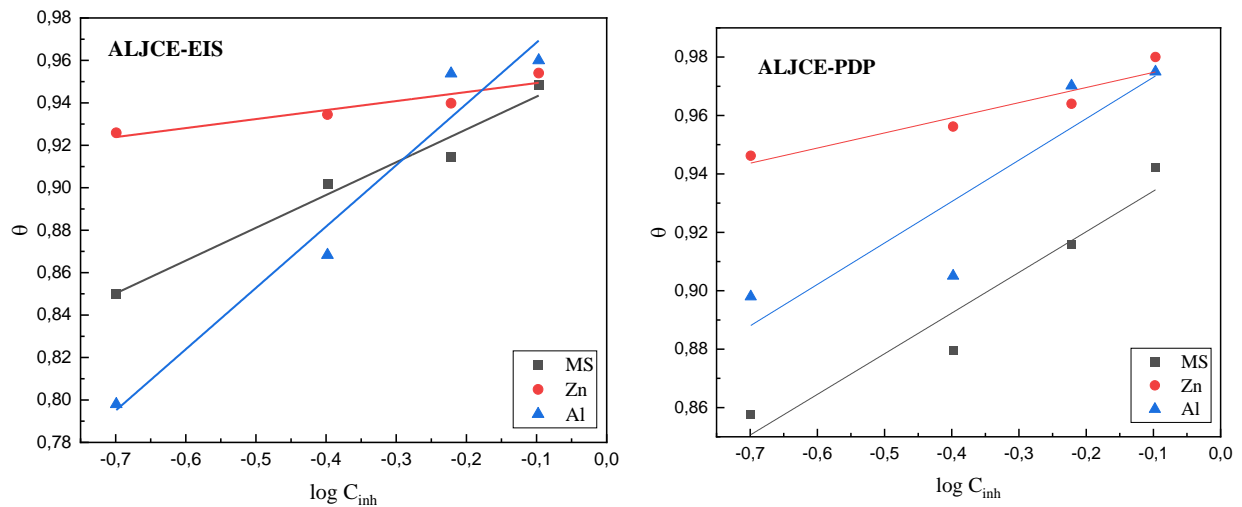 ALJCE-EIS
0,98
0,96
0,94
0,92
0,90
0,88
0,86
0,84
0,82
0,80
0,78
θ
-0,7 -0,6 -0,5 -0,4 -0,3 -0,2 -0,1 0,0
log Cinh
MS
Zn
Al
ALJCE-PDP
0,98
0,96
0,94
0,92
0,90
0,88
0,86
θ
-0,7 -0,6 -0,5 -0,4 -0,3 -0,2 -0,1 0,0
log Cinh
MS
Zn
Al